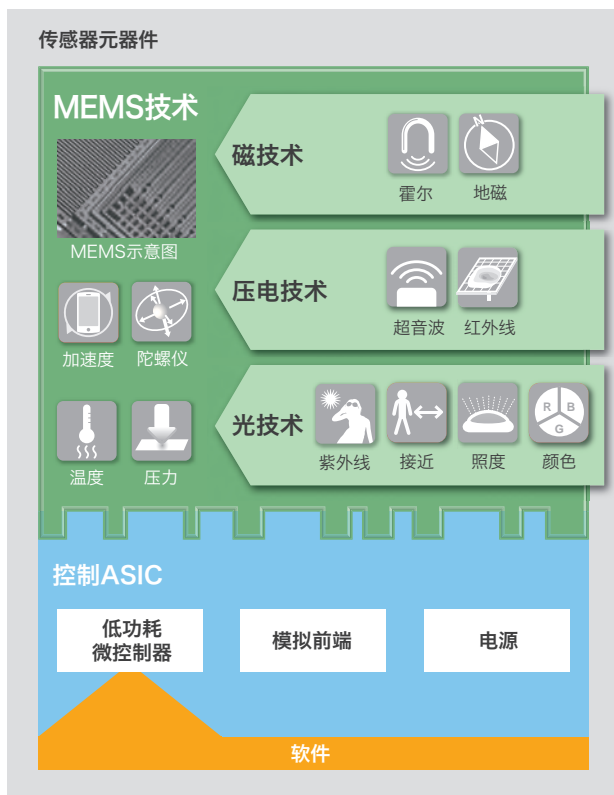 传感器元器件
MEMS技术
MEMS示意图
加速度
陀螺仪
温度
压力
磁技术
N
霍尔
地磁
压电技术
超音波
红外线
光技术
R
B
G
紫外线
接近
照度
颜色
控制ASIC
低功耗
微控制器
模拟前端
电源
软件